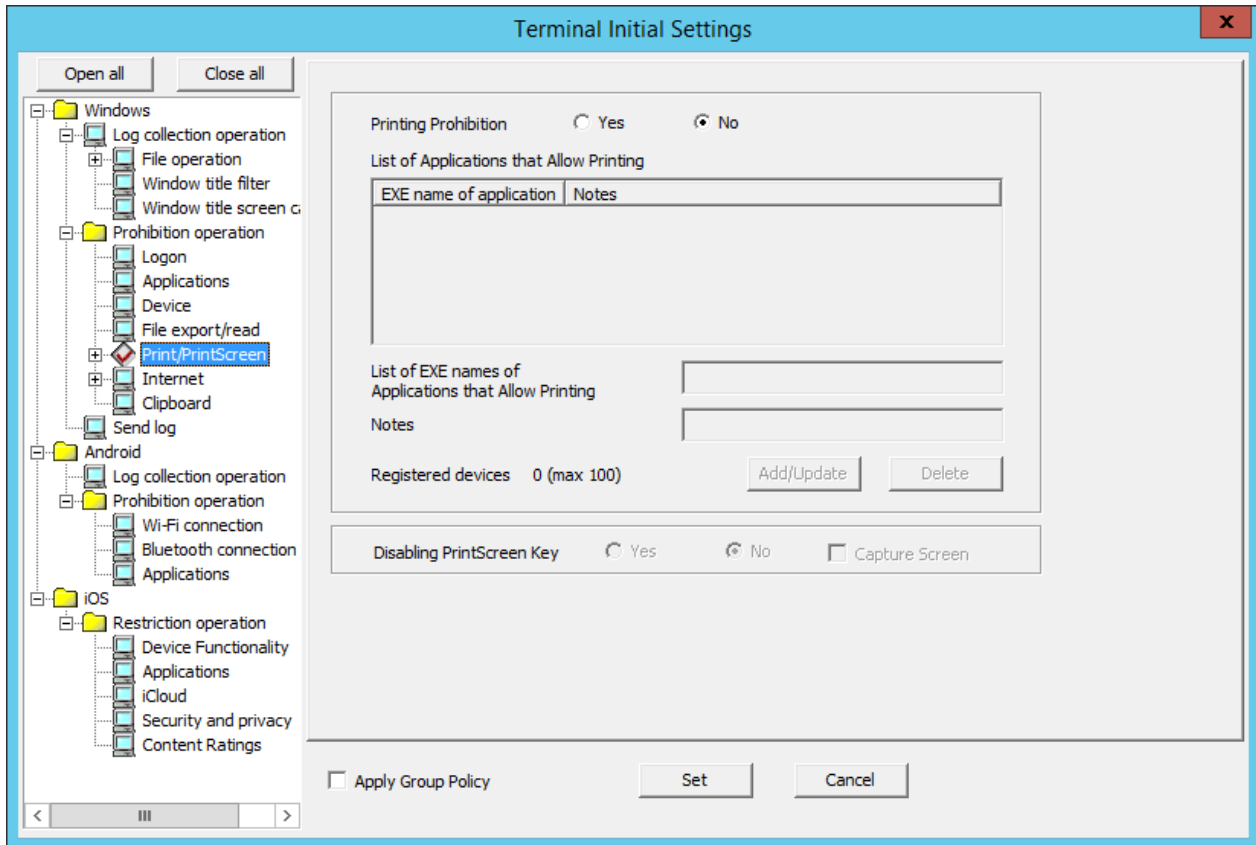 Terminal Initial Settings
x
Open all Close all
Windows
Log collection operation
File operation
Window title filter
Window title screen ca
Prohibition operation
Logon
Applications
Device
File export/read
Print/PrintScreen
Internet
Clipboard
Send log
Android
Log collection operation
Prohibition operation
Wi-Fi connection
Bluetooth connection
Applications
iOS
Restriction operation
Device Functionality
Applications
iCloud
Security and privacy
Content Ratings
Printing Prohibition Yes No
List of Applications that Allow Printing
EXE name of application Notes
List of EXE names of
Applications that Allow Printing
Notes
Registered devices 0 (max 100) Add/Update Delete
Disabling PrintScreen Key Yes No Capture Screen
Apply Group Policy Set Cancel